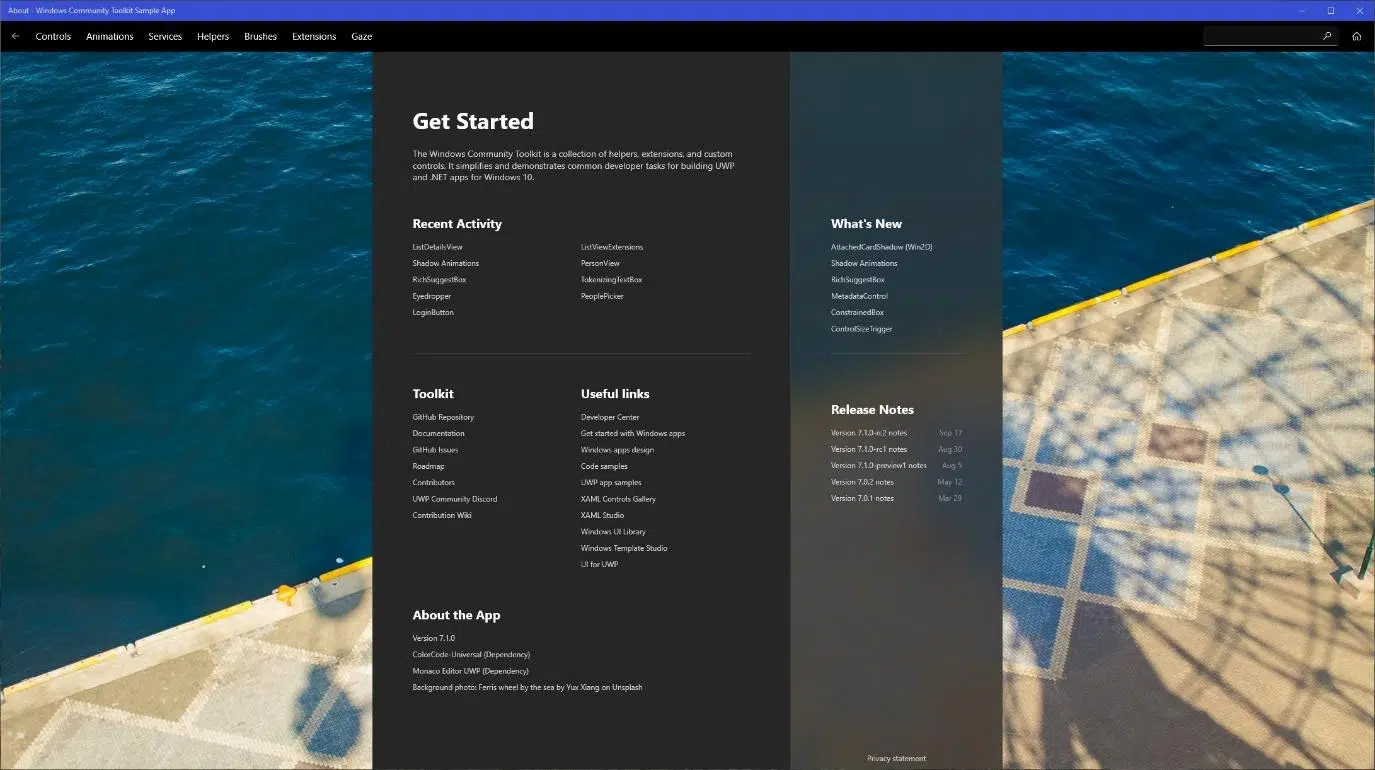 About - Windows Community Toolkit Sample App
Controls Animations Services Helpers Brushes Extensions Gaze
Get Started
The Windows Community Toolkit is a collection of helpers, extensions, and custom
controls. It simplifies and demonstrates common developer tasks for building UWP
and .NET apps for Windows 10.
Recent Activity
ListDetailsView
Shadow Animations
RichSuggestBox
Eyedropper
LoginButton
ListViewExtensions
PersonView
TokenizingTextBox
PeoplePicker
Toolkit
GitHub Repository
Documentation
GitHub Issues
Roadmap
Contributors
UWP Community Discord
Contribution Wiki
Useful links
Developer Center
Get started with Windows apps
Windows apps design
Code samples
UWP app samples
XAML Controls Gallery
XAML Studio
Windows UI Library
Windows Template Studio
UI for UWP
About the App
Version 7.1.0
ColorCode-Universal (Dependency)
Monaco Editor UWP (Dependency)
Background photo: Ferris wheel by the sea by Yux Xiang on Unsplash
What's New
AttachedCardShadow (Win2D)
Shadow Animations
RichSuggestBox
MetadataControl
ConstrainedBox
ControlSizeTrigger
Release Notes
Version 7.1.0-rc2 notes Sep 17
Version 7.1.0-rc1 notes Aug 30
Version 7.1.0-preview1 notes Aug 5
Version 7.0.2 notes May 12
Version 7.0.1 notes Mar 29
Privacy statement